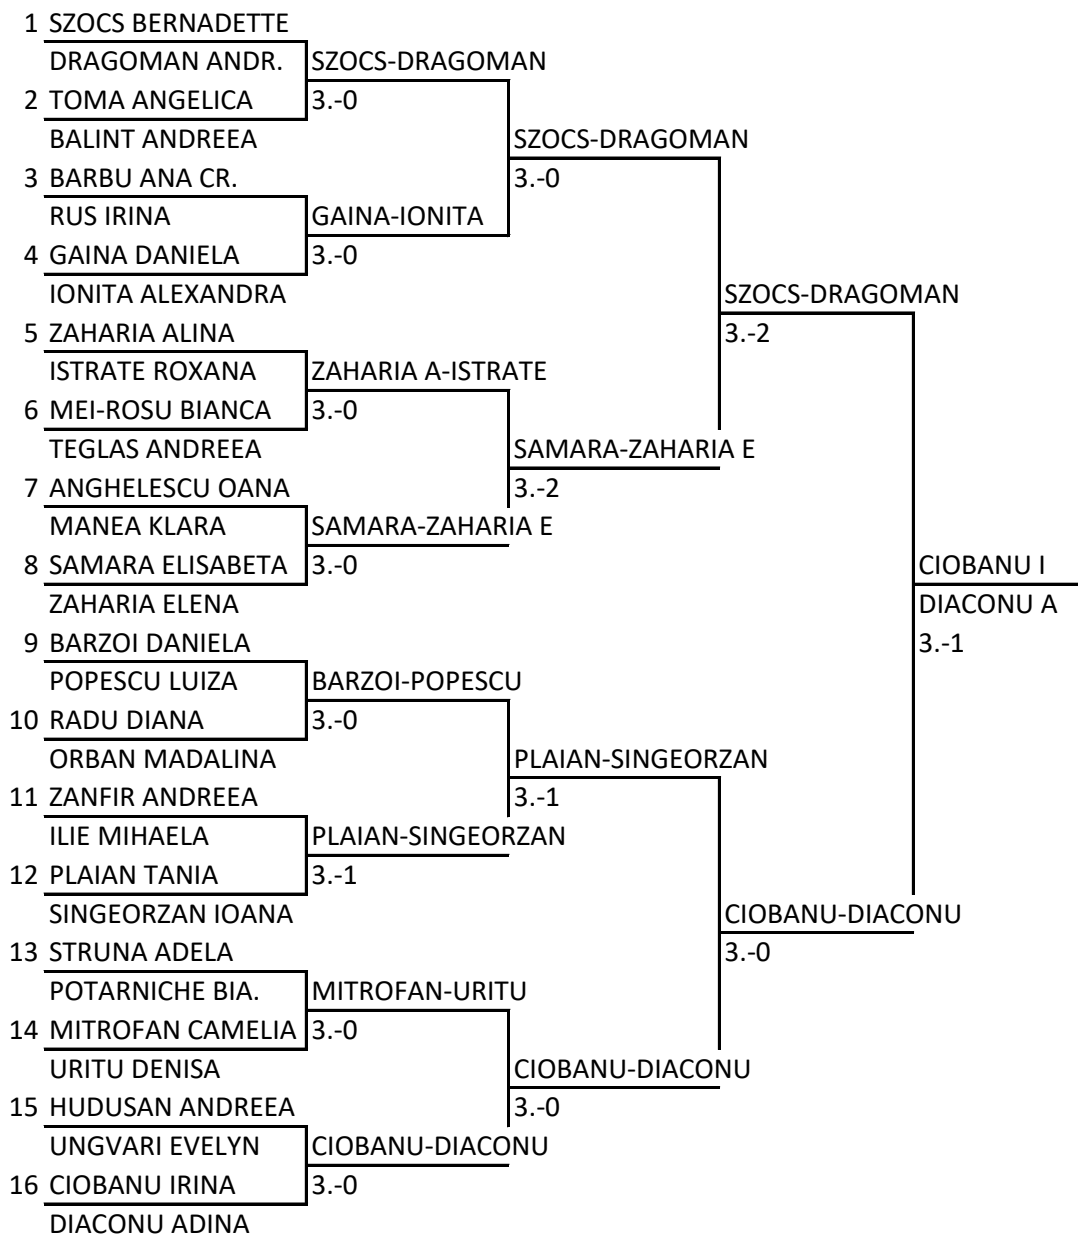 1 SZOCS BERNADETTE
DRAGOMAN ANDR. SZOCS-DRAGOMAN
2 TOMA ANGELICA 3.-0
BALINT ANDREEA SZOCS-DRAGOMAN
3 BARBU ANA CR. 3.-0
RUS IRINA GAINA-IONITA
4 GAINA DANIELA 3.-0
IONITA ALEXANDRA SZOCS-DRAGOMAN
5 ZAHARIA ALINA 3.-2
ISTRATE ROXANA ZAHARIA A-ISTRATE
6 MEI-ROSU BIANCA 3.-0
TEGLAS ANDREEA SAMARA-ZAHARIA E
7 ANGHELESCU OANA 3.-2
MANEA KLARA SAMARA-ZAHARIA E
8 SAMARA ELISABETA 3.-0 CIOBANU I
ZAHARIA ELENA DIACONU A
9 BARZOI DANIELA 3.-1
POPESCU LUIZA BARZOI-POPESCU
10 RADU DIANA 3.-0
ORBAN MADALINA PLAIAN-SINGEORZAN
11 ZANFIR ANDREEA 3.-1
ILIE MIHAELA PLAIAN-SINGEORZAN
12 PLAIAN TANIA 3.-1
SINGEORZAN IOANA CIOBANU-DIACONU
13 STRUNA ADELA 3.-0
POTARNICHE BIA. MITROFAN-URITU
14 MITROFAN CAMELIA 3.-0
URITU DENISA CIOBANU-DIACONU
15 HUDUSAN ANDREEA 3.-0
UNGVARI EVELYN CIOBANU-DIACONU
16 CIOBANU IRINA 3.-0
DIACONU ADINA